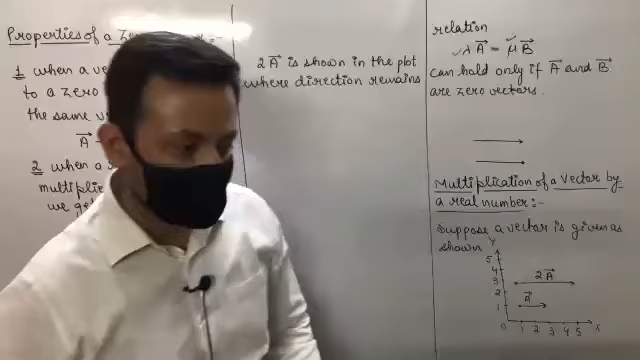 Properties of a Zero
1 when a ve
to a zero
the same v
A⃗
2 when a
multiplie
we get
2A⃗ is shown in the plot
where direction remains
relation
λA⃗ = μB⃗
can hold only if A⃗ and B⃗
are zero vectors.
Multiplication of a Vector by
a real number:-
Suppose a vector is given as
shown
Y
5
4
3
2
1
0
2A⃗
A⃗
1 2 3 4 5 X